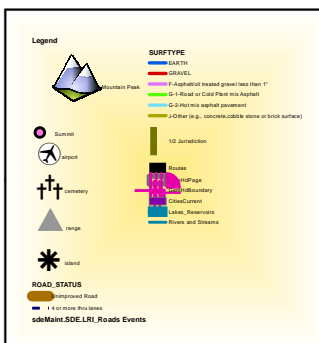 Legend
Mountain Peak
Summit
airport
cemetery
range
island
ROAD_STATUS
Unimproved Road
4 or more thru lanes
sdeMaint.SDE.LRI_Roads Events
SURFTYPE
EARTH
GRAVEL
F-Asphalt/oil treated gravel less than 1"
G-1-Road or Cold Plant mix Asphalt
G-2-Hot mix asphalt pavement
J-Other (e.g., concrete,cobble stone or brick surface)
1/2 Jurisdiction
Routes
CitiesCurrent
Lakes_Reservoirs
Rivers and Streams